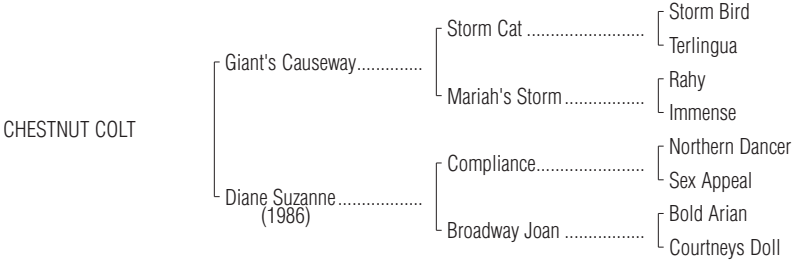 Storm Bird
Storm Cat ........................
Terlingua
Giant's Causeway..............
Rahy
Mariah's Storm .................
Immense
CHESTNUT COLT
Northern Dancer
Compliance.......................
Sex Appeal
Diane Suzanne..................
(1986)
Bold Arian
Broadway Joan .................
Courtneys Doll